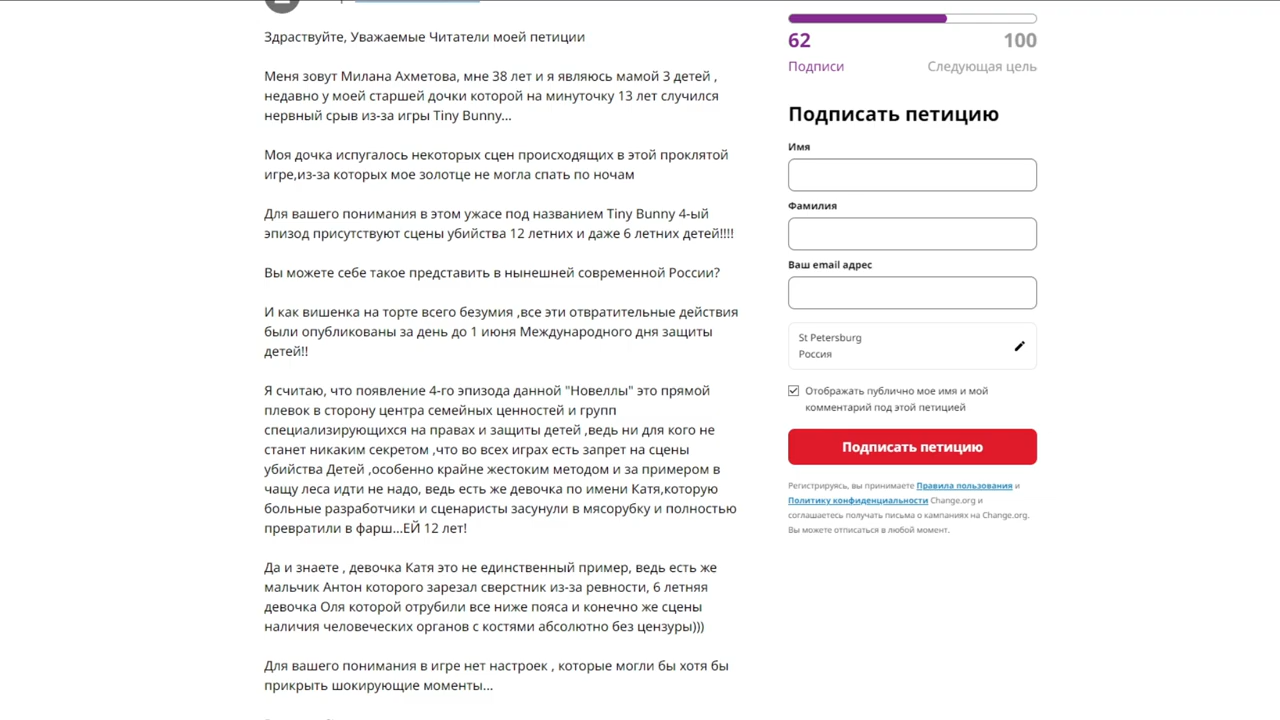 Здраствуйте, Уважаемые Читатели моей петиции
Меня зовут Милана Ахметова, мне 38 лет и я являюсь мамой 3 детей ,
недавно у моей старшей дочки которой на минуточку 13 лет случился
нервный срыв из-за игры Tiny Bunny...
Моя дочка испугалось некоторых сцен происходящих в этой проклятой
игре,из-за которых мое золотце не могла спать по ночам
Для вашего понимания в этом ужасе под названием Tiny Bunny 4-ый
эпизод присутствуют сцены убийства 12 летних и даже 6 летних детей!!!!
Вы можете себе такое представить в нынешней современной России?
И как вишенка на торте всего безумия ,все эти отвратительные действия
были опубликованы за день до 1 июня Международного дня защиты
детей!!
Я считаю, что появление 4-го эпизода данной "Новеллы" это прямой
плевок в сторону центра семейных ценностей и групп
специализирующихся на правах и защиты детей ,ведь ни для кого не
станет никаким секретом ,что во всех играх есть запрет на сцены
убийства Детей ,особенно крайне жестоким методом и за примером в
чащу леса идти не надо, ведь есть же девочка по имени Катя,которую
больные разработчики и сценаристы засунули в мясорубку и полностью
превратили в фарш...ЕЙ 12 лет!
Да и знаете , девочка Катя это не единственный пример, ведь есть же
мальчик Антон которого зарезал сверстник из-за ревности, 6 летняя
девочка Оля которой отрубили все ниже пояса и конечно же сцены
наличия человеческих органов с костями абсолютно без цензуры)))
Для вашего понимания в игре нет настроек , которые могли бы хотя бы
прикрыть шокирующие моменты...
62 100
Подписи Следующая цель
Подписать петицию
Имя
Фамилия
Ваш email адрес
St Petersburg
Россия
Отображать публично мое имя и мой
комментарий под этой петицией
Подписать петицию
Регистрируясь, вы принимаете Правила пользования и
Политику конфиденциальности Change.org и
соглашаетесь получать письма о кампаниях на Change.org.
Вы можете отписаться в любой момент.